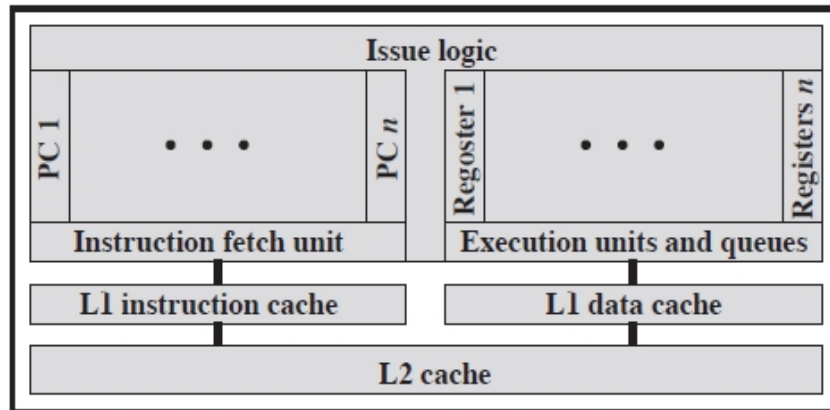 Issue logic
PC 1
• • •
PC n
Regoster 1
• • •
Registers n
Instruction fetch unit
Execution units and queues
L1 instruction cache
L1 data cache
L2 cache